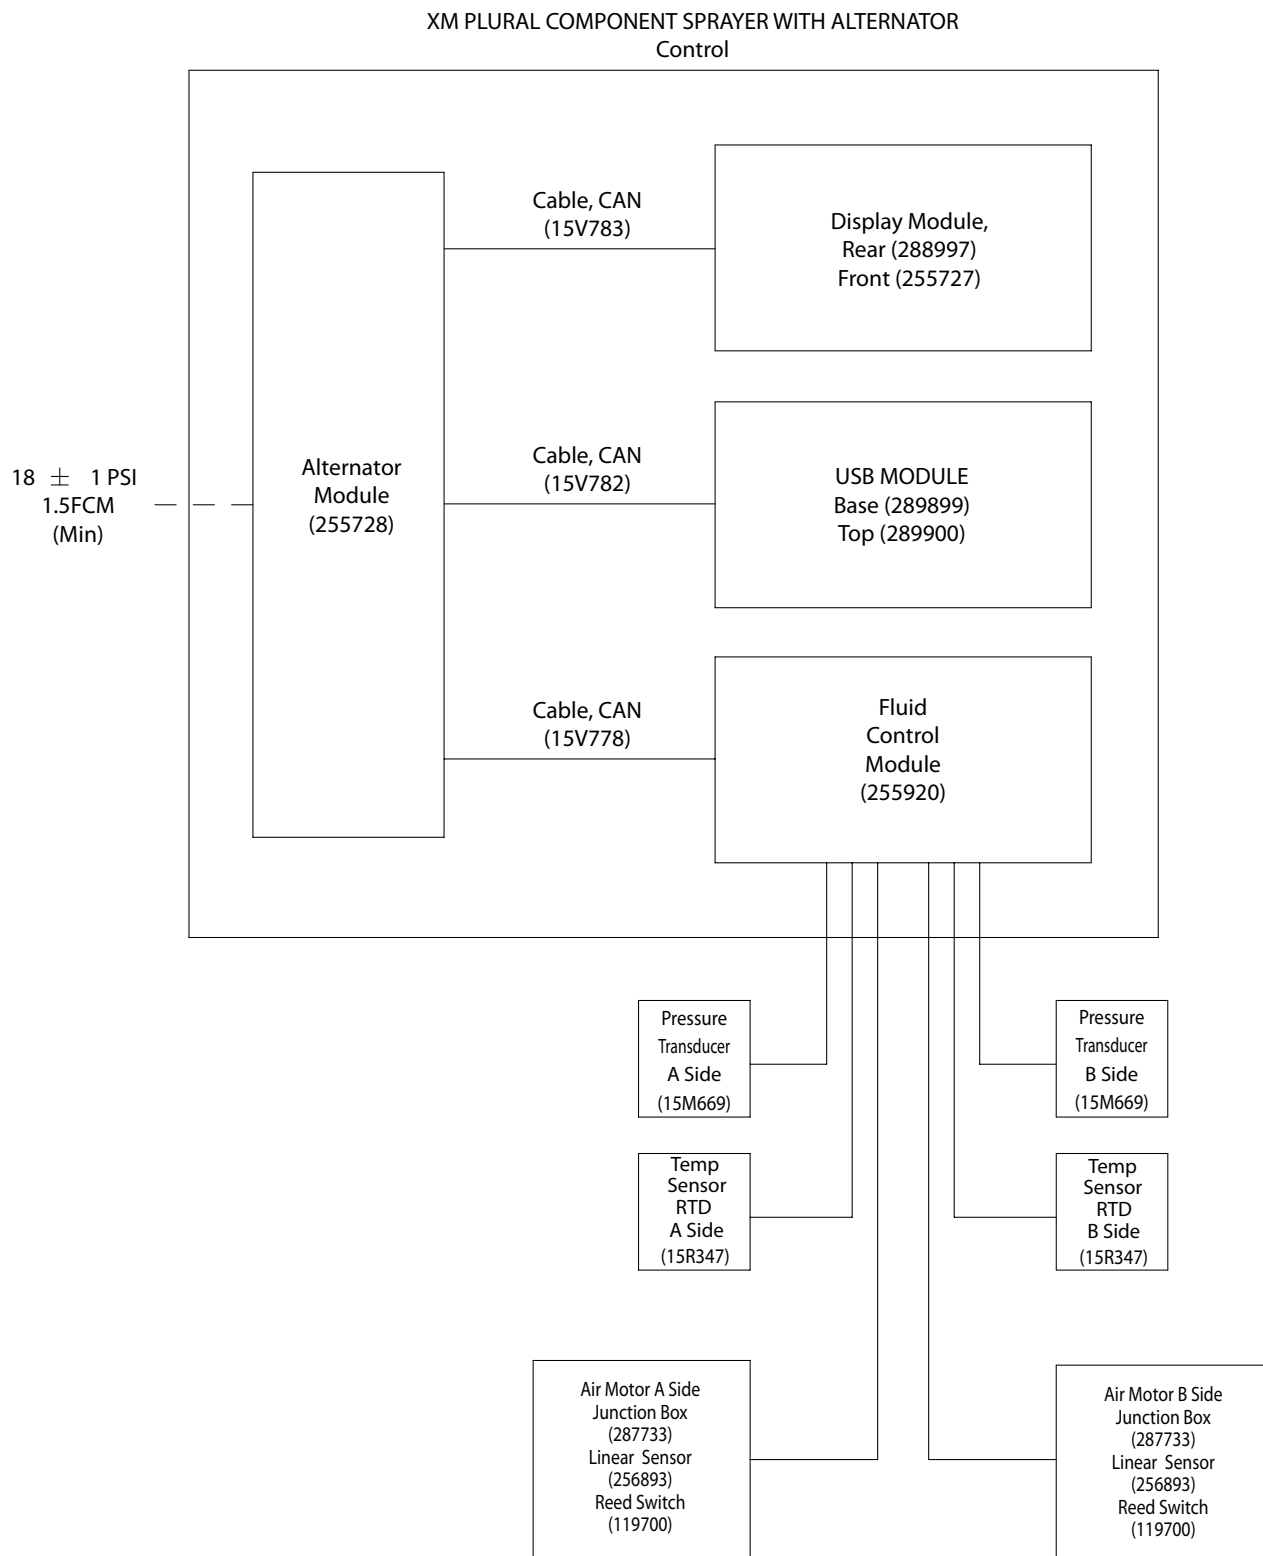 XM PLURAL COMPONENT SPRAYER WITH ALTERNATOR
Control
Cable, CAN
(15V783)
Display Module,
Rear (288997)
Front (255727)
18 ± 1 PSI
1.5FCM
(Min)
Alternator
Module
(255728)
Cable, CAN
(15V782)
USB MODULE
Base (289899)
Top (289900)
Cable, CAN
(15V778)
Fluid
Control
Module
(255920)
Pressure
Transducer
A Side
(15M669)
Pressure
Transducer
B Side
(15M669)
Temp
Sensor
RTD
A Side
(15R347)
Temp
Sensor
RTD
B Side
(15R347)
Air Motor A Side
Junction Box
(287733)
Linear Sensor
(256893)
Reed Switch
(119700)
Air Motor B Side
Junction Box
(287733)
Linear Sensor
(256893)
Reed Switch
(119700)